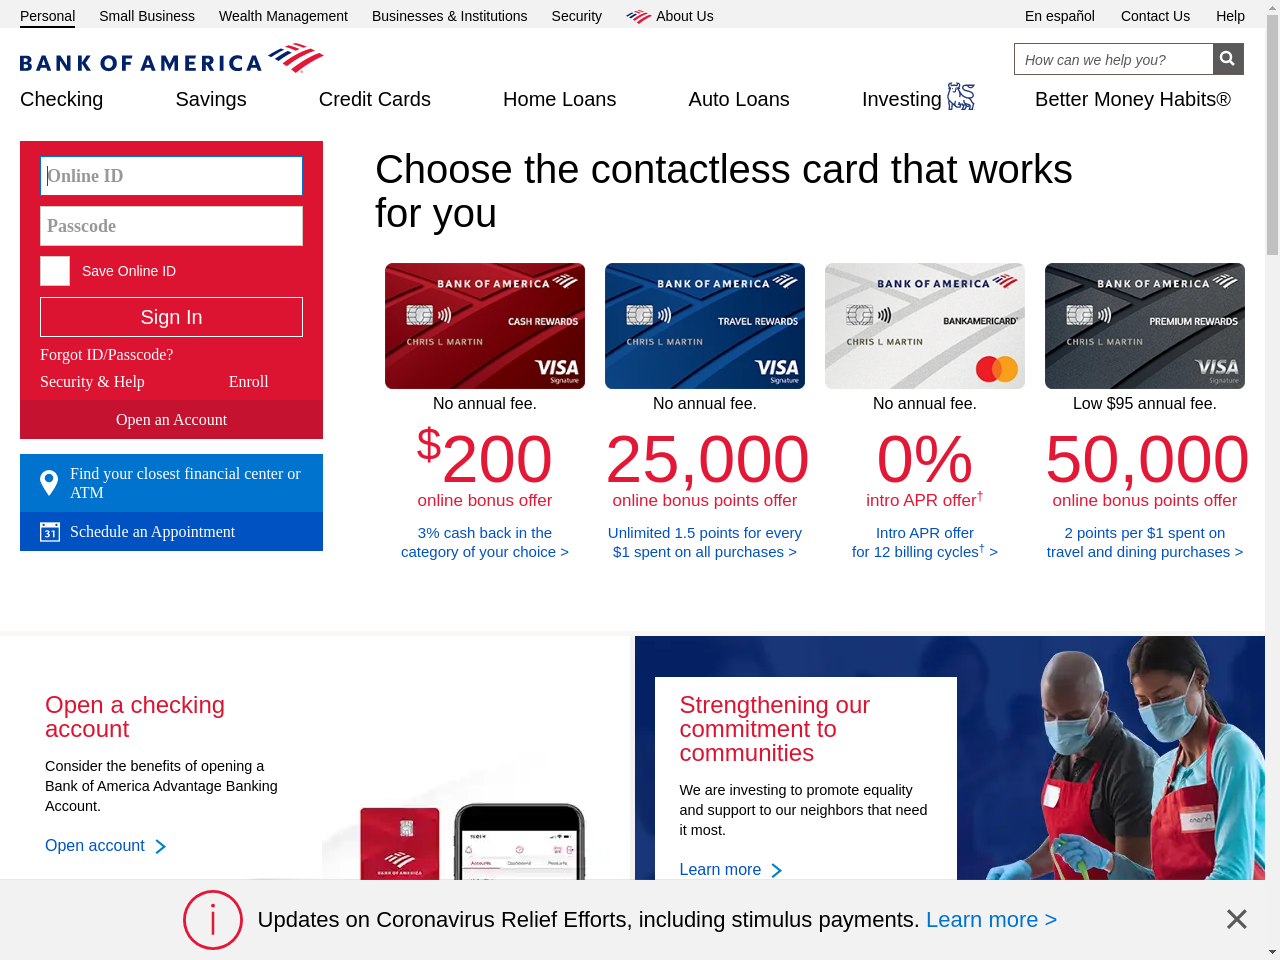 Personal
Small Business
Wealth Management
Businesses & Institutions
Security
About Us
En español
Contact Us
Help
BANK OF AMERICA
How can we help you?
Checking
Savings
Credit Cards
Home Loans
Auto Loans
Investing
Better Money Habits®
Online ID
Passcode
Save Online ID
Sign In
Forgot ID/Passcode?
Security & Help
Enroll
Open an Account
Find your closest financial center or
ATM
31
Schedule an Appointment
Choose the contactless card that works
for you
BANK OF AMERICA
CASH REWARDS
CHRIS L MARTIN
VISA
Signature
No annual fee.
$200
online bonus offer
3% cash back in the
category of your choice >
BANK OF AMERICA
TRAVEL REWARDS
CHRIS L MARTIN
VISA
Signature
No annual fee.
25,000
online bonus points offer
Unlimited 1.5 points for every
$1 spent on all purchases >
BANK OF AMERICA
BANKAMERICARD
CHRIS L MARTIN
No annual fee.
0%
intro APR offer†
Intro APR offer
for 12 billing cycles† >
BANK OF AMERICA
PREMIUM REWARDS
CHRIS L MARTIN
VISA
Signature
Low $95 annual fee.
50,000
online bonus points offer
2 points per $1 spent on
travel and dining purchases >
Open a checking
account
Consider the benefits of opening a
Bank of America Advantage Banking
Account.
Open account
BANK OF AMERICA
Accounts
Dashboard
Products
Strengthening our
commitment to
communities
We are investing to promote equality
and support to our neighbors that need
it most.
Learn more
Updates on Coronavirus Relief Efforts, including stimulus payments. Learn more >